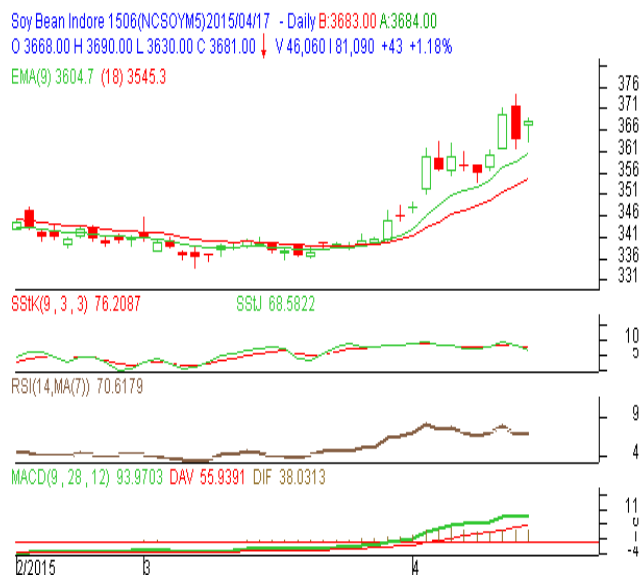 Soy Bean Indore 1506(NCSOYM5)2015/04/17 - Daily B:3683.00 A:3684.00
O 3668.00 H 3690.00 L 3630.00 C 3681.00 V 46,060 I 81,090 +43 +1.18%
EMA(9) 3604.7 (18) 3545.3
376
371
366
361
356
351
346
341
336
331
SStK(9, 3, 3) 76.2087 SStJ 68.5822
10
5
RSI(14,MA(7)) 70.6179
9
4
MACD(9, 28, 12) 93.9703 DAV 55.9391 DIF 38.0313
11
-4
2/2015 3 4